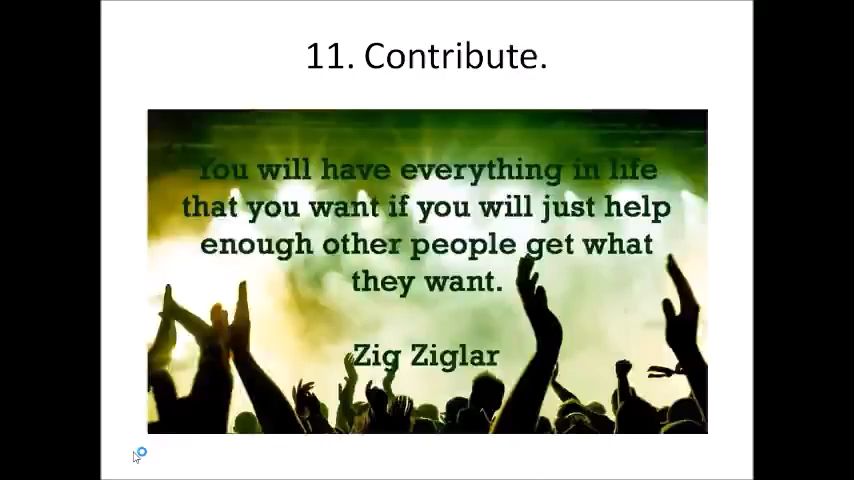 11. Contribute.
You will have everything in life
that you want if you will just help
enough other people get what
they want.
Zig Ziglar